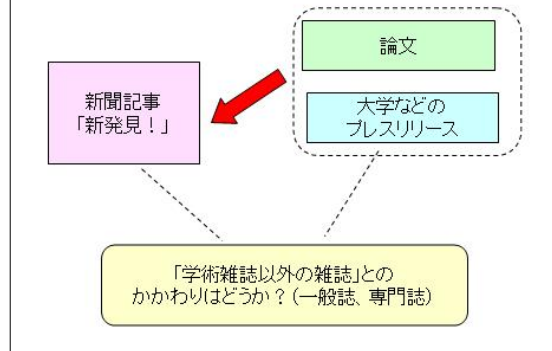 論文
新聞記事
「新発見！」
大学などの
プレスリリース
「学術雑誌以外の雑誌」との
かかわりはどうか？（一般誌、専門誌）